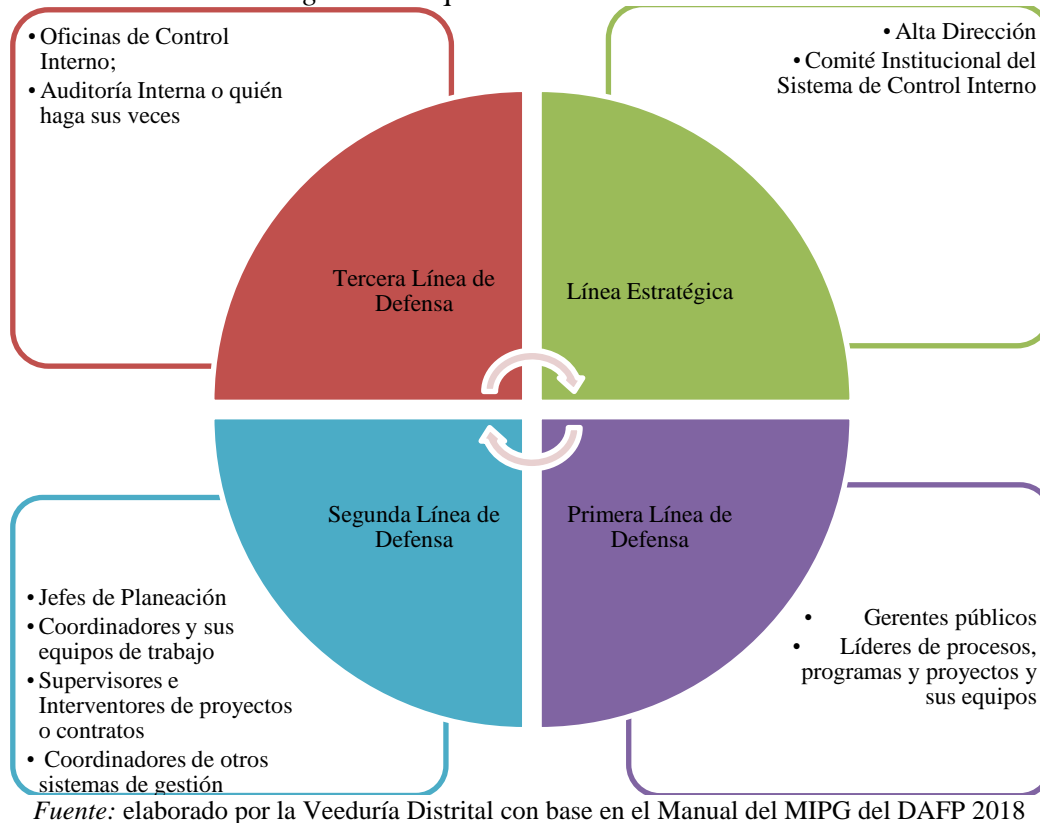 • Oficinas de Control
Interno;
• Auditoría Interna o quién
haga sus veces
• Alta Dirección
• Comité Institucional del
Sistema de Control Interno
Tercera Línea de
Defensa
Línea Estratégica
Segunda Línea de
Defensa
Primera Línea de
Defensa
• Jefes de Planeación
• Coordinadores y sus
equipos de trabajo
• Supervisores e
Interventores de proyectos
o contratos
• Coordinadores de otros
sistemas de gestión
• Gerentes públicos
• Líderes de procesos,
programas y proyectos y
sus equipos
Fuente: elaborado por la Veeduría Distrital con base en el Manual del MIPG del DAFP 2018